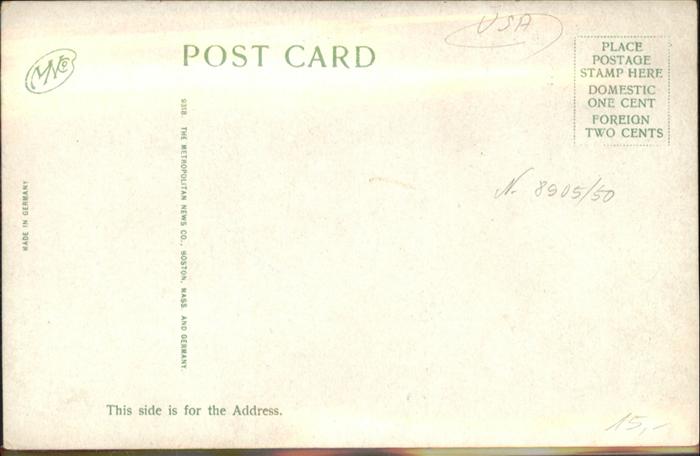 MNCo
POST CARD
USA
PLACE
POSTAGE
STAMP HERE
DOMESTIC
ONE CENT
FOREIGN
TWO CENTS
N. 8905/50
MADE IN GERMANY
9318. THE METROPOLITAN NEWS CO., BOSTON, MASS. AND GERMANY
This side is for the Address.
15,-